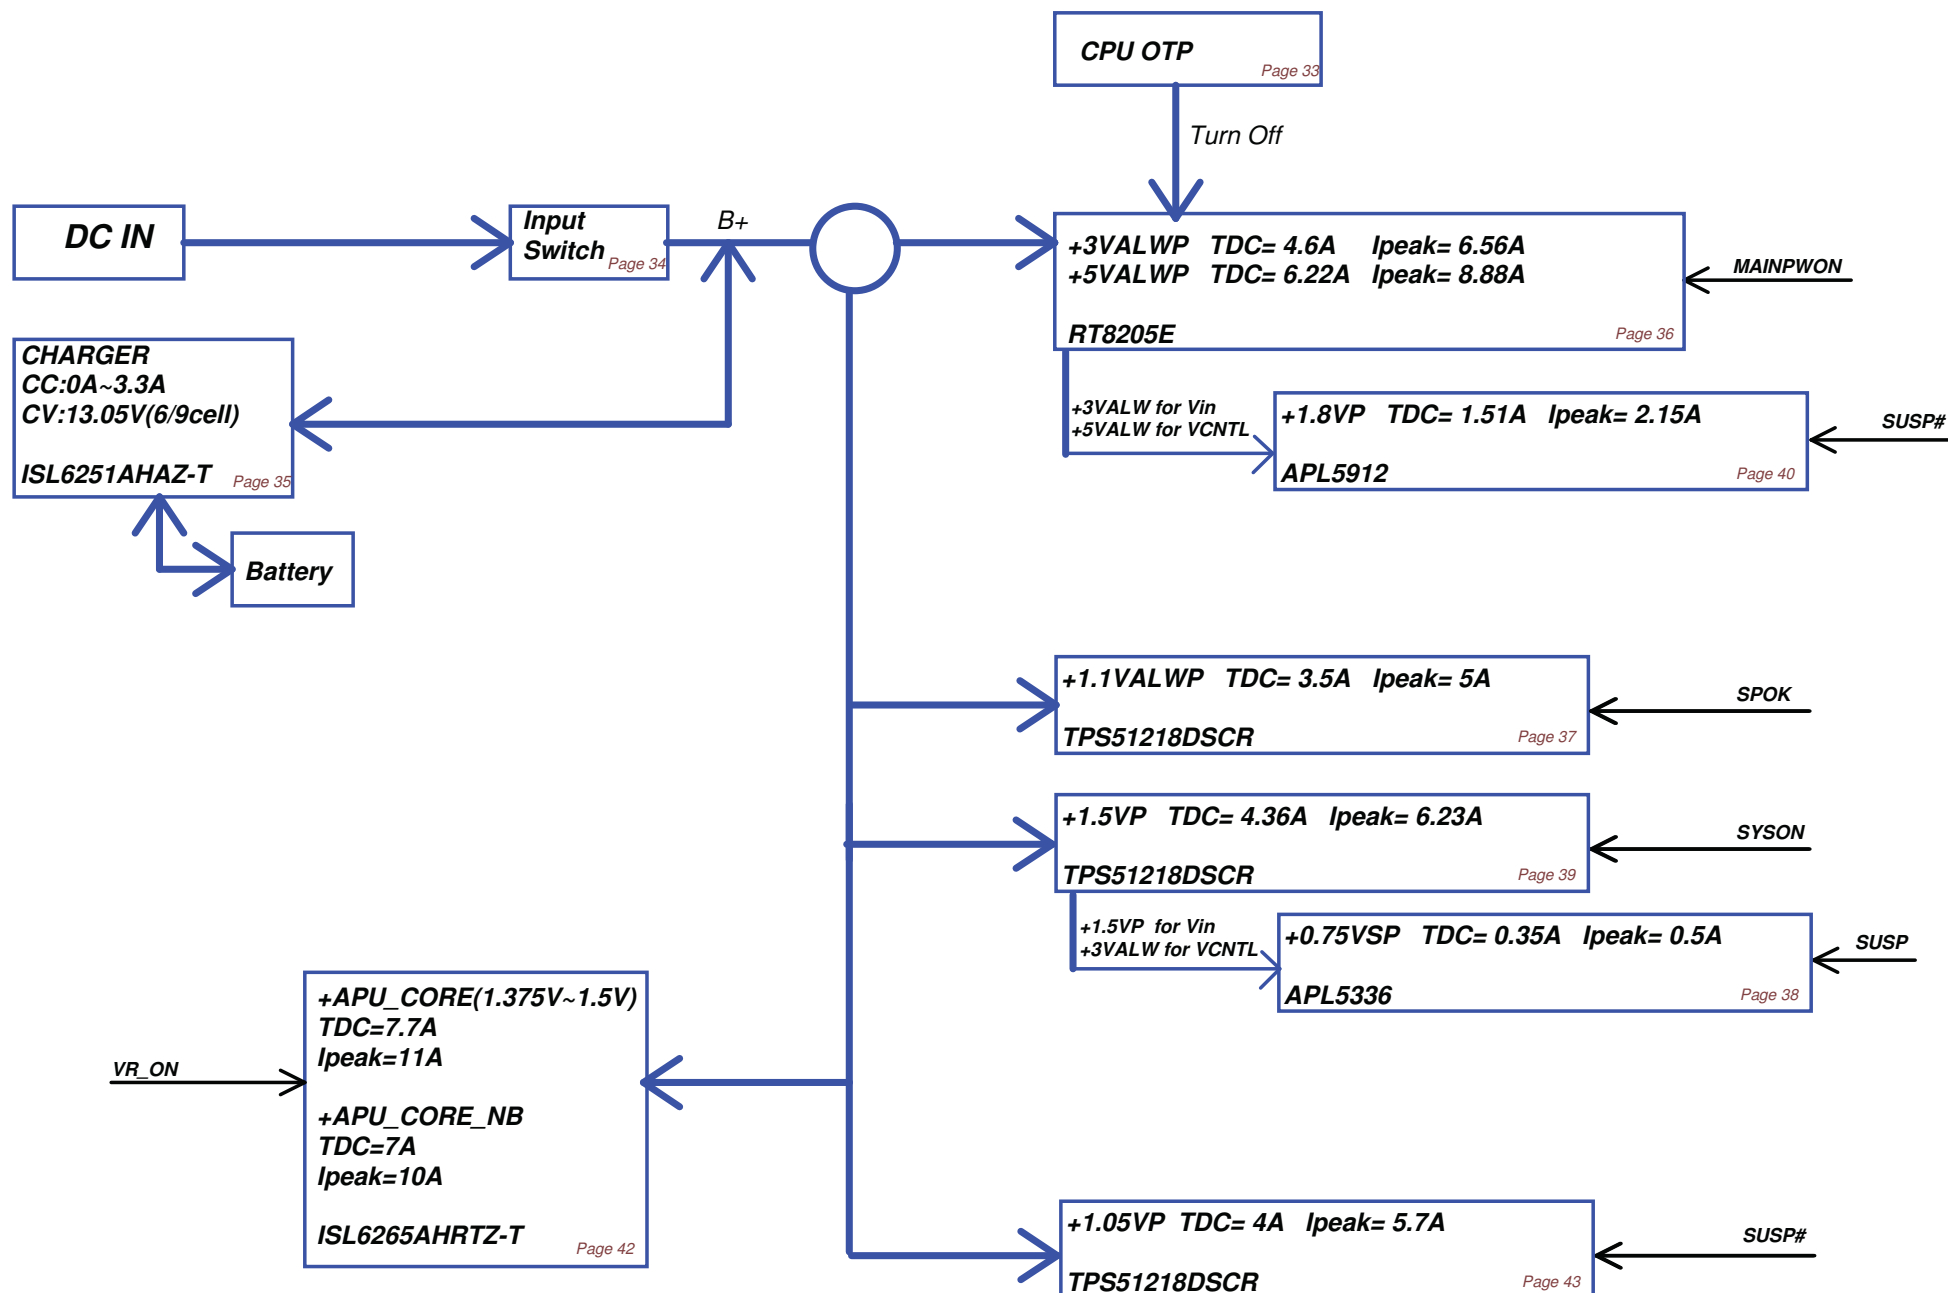 CPU OTP
Page 33
Turn Off
DC IN
Input
Switch
Page 34
B+
+3VALWP TDC= 4.6A Ipeak= 6.56A
+5VALWP TDC= 6.22A Ipeak= 8.88A
RT8205E
Page 36
MAINPWON
CHARGER
CC:0A~3.3A
CV:13.05V(6/9cell)
ISL6251AHAZ-T
Page 35
+3VALW for Vin
+5VALW for VCNTL
+1.8VP TDC= 1.51A Ipeak= 2.15A
APL5912
Page 40
SUSP#
Battery
+1.1VALWP TDC= 3.5A Ipeak= 5A
TPS51218DSCR
Page 37
SPOK
+1.5VP TDC= 4.36A Ipeak= 6.23A
TPS51218DSCR
Page 39
SYSON
+1.5VP for Vin
+3VALW for VCNTL
+0.75VSP TDC= 0.35A Ipeak= 0.5A
APL5336
Page 38
SUSP
VR_ON
+APU_CORE(1.375V~1.5V)
TDC=7.7A
Ipeak=11A
+APU_CORE_NB
TDC=7A
Ipeak=10A
ISL6265AHRTZ-T
Page 42
+1.05VP TDC= 4A Ipeak= 5.7A
TPS51218DSCR
Page 43
SUSP#